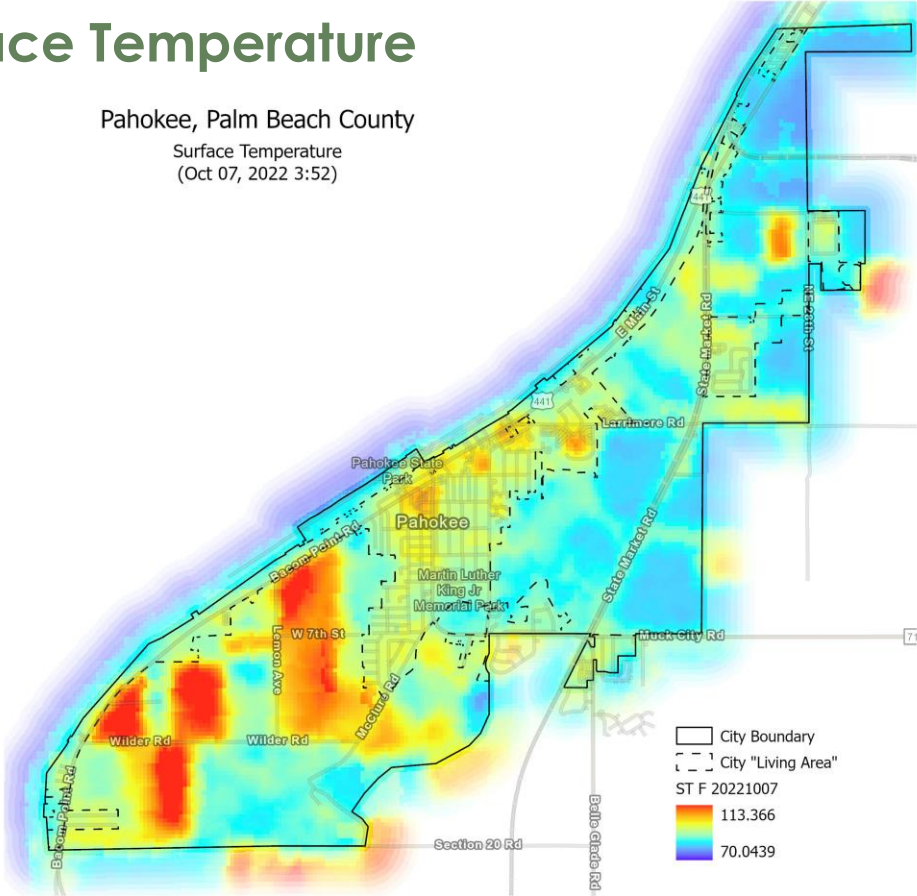 ace Temperature
Pahokee, Palm Beach County
Surface Temperature
(Oct 07, 2022 3:52)
441
E Main St
State Market Rd
NE 28th St
441
Larrimore Rd
Pahokee State
Park
Pahokee
Bacom Point Rd
State Market Rd
Martin Luther
King Jr
Memorial Park
W 7th St
Lemon Ave
Muck City Rd
71
McClure Rd
Wilder Rd
Wilder Rd
Bacom Point Rd
Section 20 Rd
Belle Glade Rd
City Boundary
City "Living Area"
ST F 20221007
113.366
70.0439